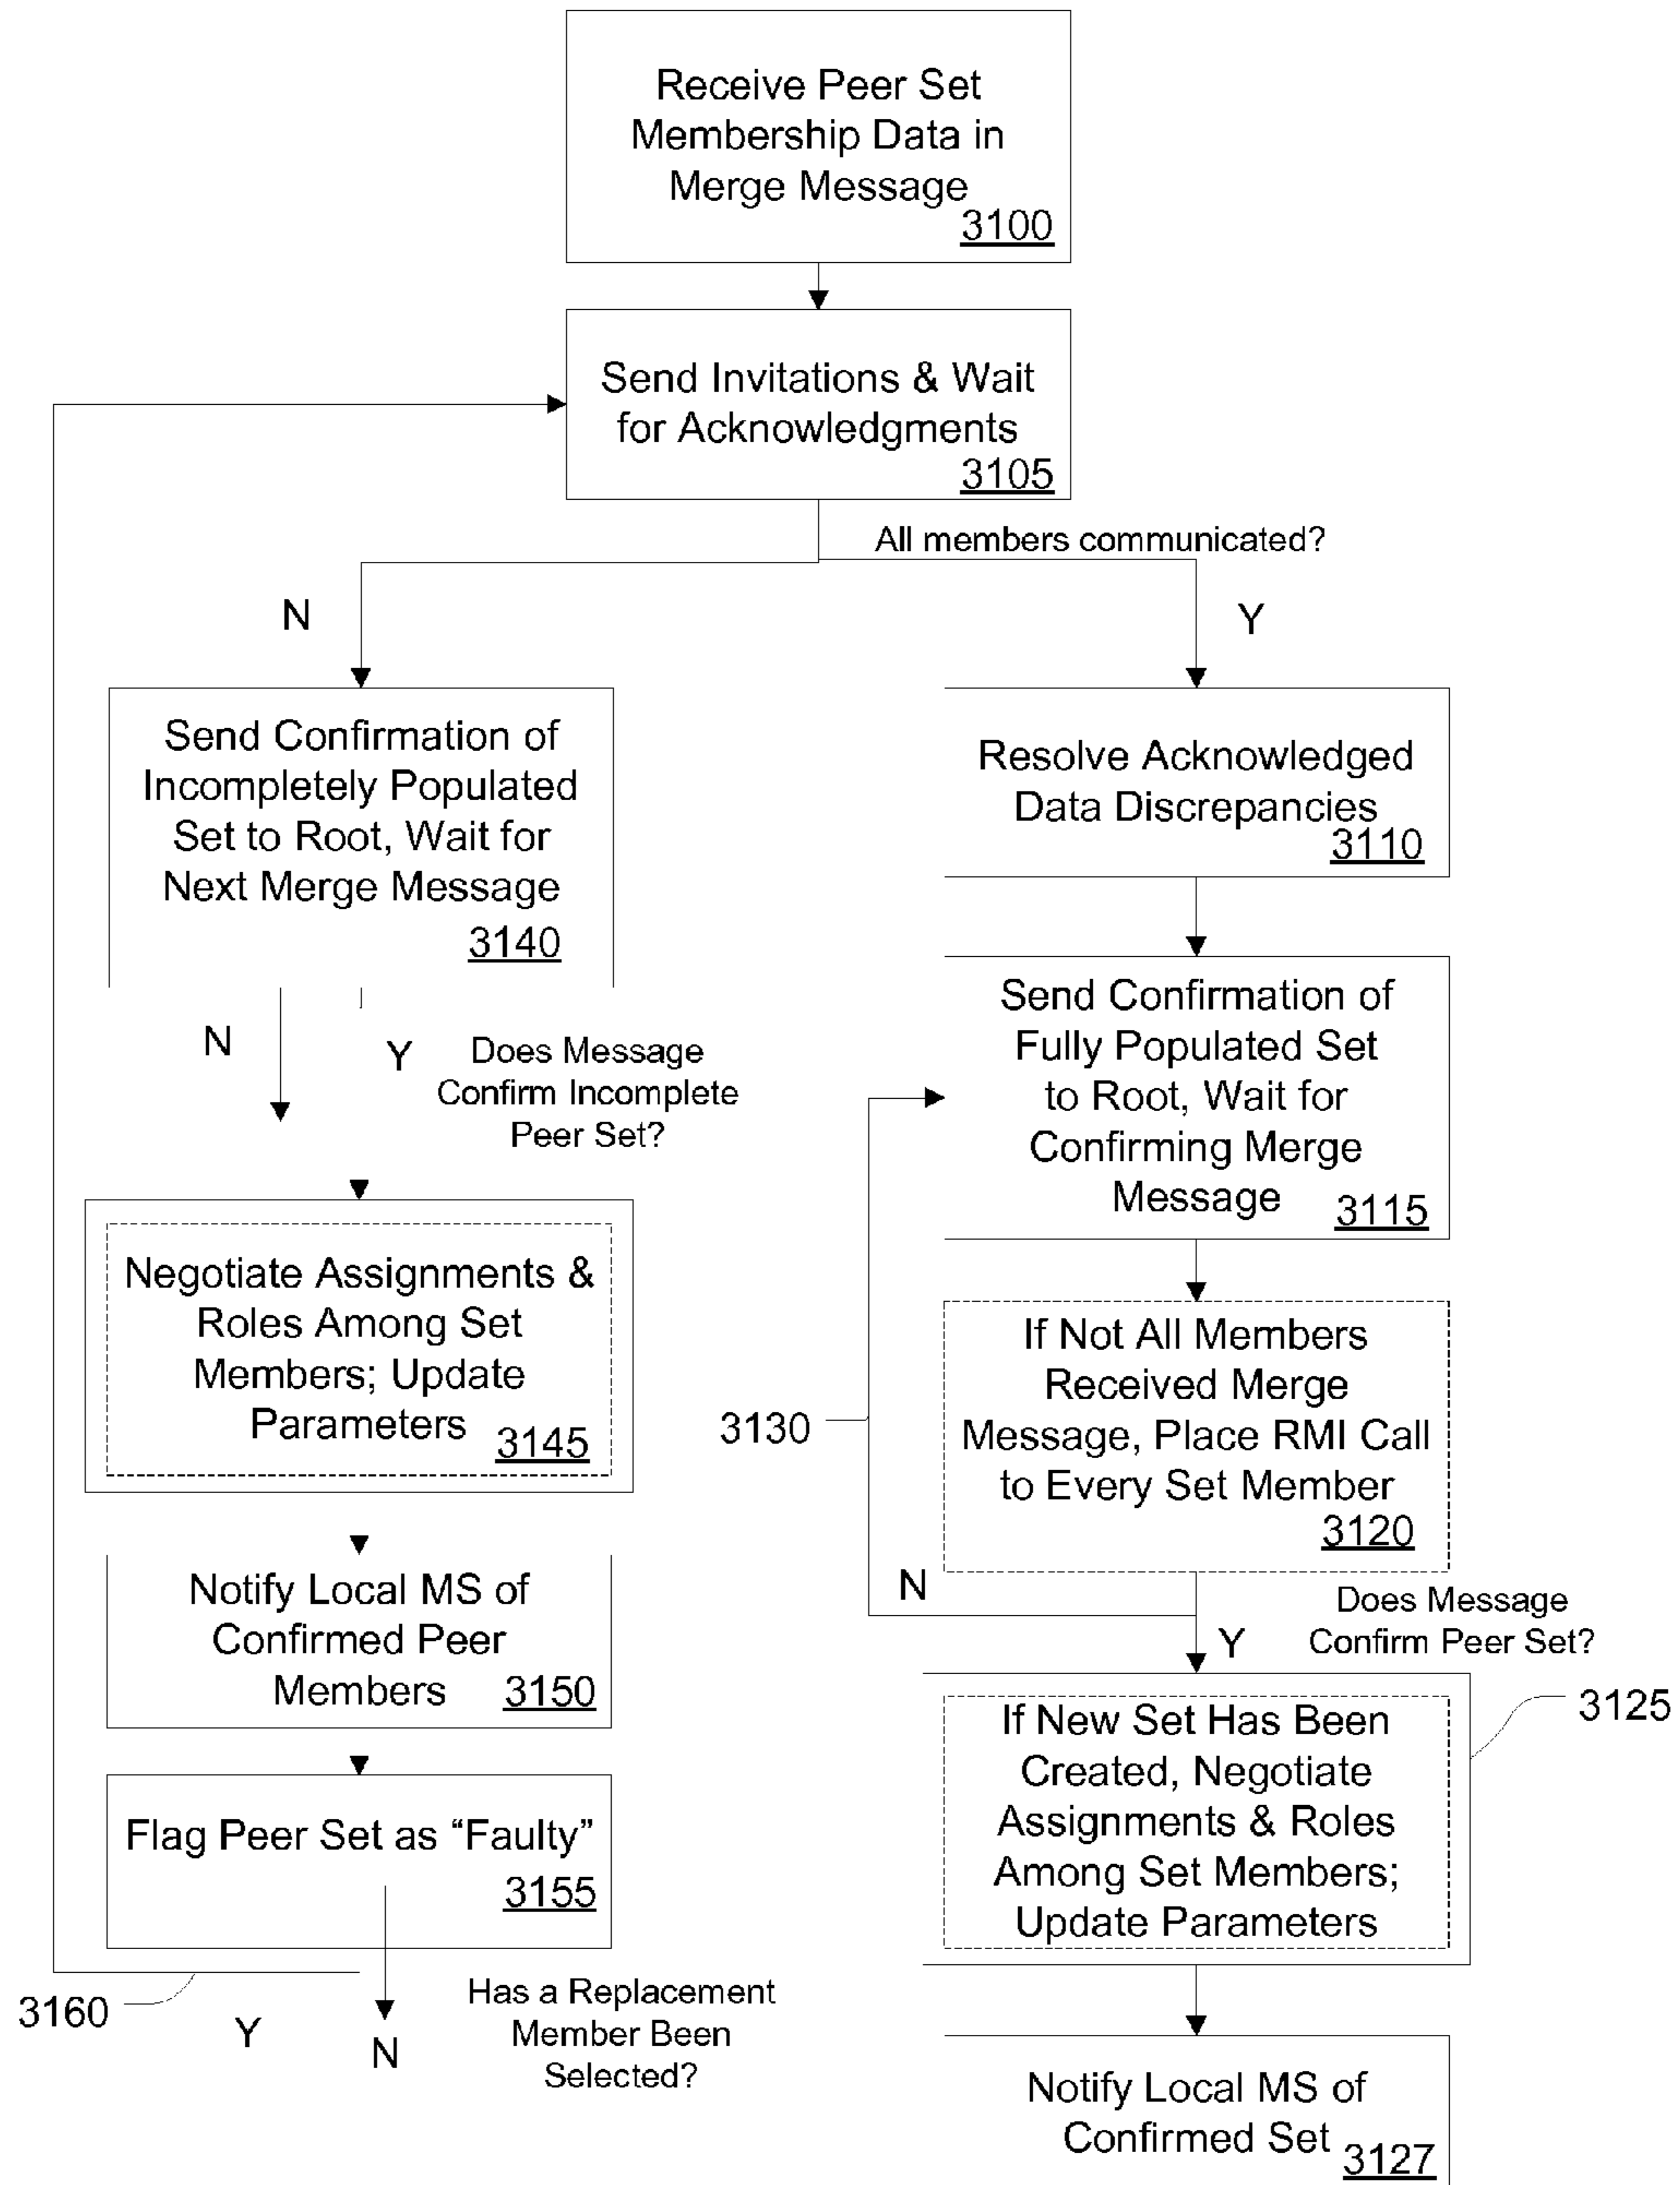 Receive Peer Set
Membership Data in
Merge Message
3100
Send Invitations & Wait
for Acknowledgments
3105
All members communicated?
N
Y
Send Confirmation of
Incompletely Populated
Set to Root, Wait for
Next Merge Message
3140
N
Y
Does Message
Confirm Incomplete
Peer Set?
Negotiate Assignments &
Roles Among Set
Members; Update
Parameters
3145
Notify Local MS of
Confirmed Peer
Members
3150
Flag Peer Set as “Faulty”
3155
3160
Y
N
Has a Replacement
Member Been
Selected?
Resolve Acknowledged
Data Discrepancies
3110
Send Confirmation of
Fully Populated Set
to Root, Wait for
Confirming Merge
Message
3115
3130
If Not All Members
Received Merge
Message, Place RMI Call
to Every Set Member
3120
N
Y
Does Message
Confirm Peer Set?
3125
If New Set Has Been
Created, Negotiate
Assignments & Roles
Among Set Members;
Update Parameters
Notify Local MS of
Confirmed Set
3127